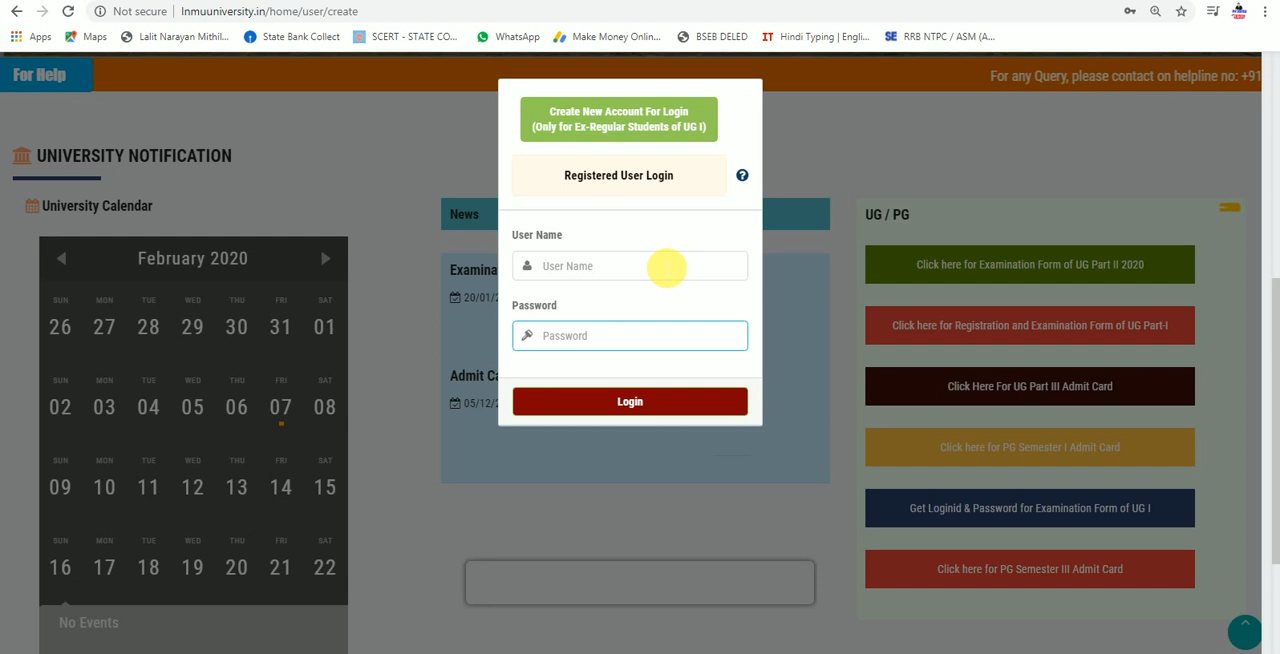 Not secure
lnmuuniversity.in/home/user/create
Apps
Maps
Lalit Narayan Mithil...
State Bank Collect
SCERT - STATE CO...
WhatsApp
Make Money Onlin...
BSEB DELED
IT Hindi Typing | Engli...
SE RRB NTPC / ASM (A...
For Help
For any Query, please contact on helpline no: +91
Create New Account For Login
(Only for Ex-Regular Students of UG I)
Registered User Login
User Name
User Name
Password
Password
Login
UNIVERSITY NOTIFICATION
University Calendar
February 2020
SUN MON TUE WED THU FRI SAT
26 27 28 29 30 31 01
SUN MON TUE WED THU FRI SAT
02 03 04 05 06 07 08
SUN MON TUE WED THU FRI SAT
09 10 11 12 13 14 15
SUN MON TUE WED THU FRI SAT
16 17 18 19 20 21 22
No Events
News
Examina
20/01/2
Admit Ca
05/12/2
UG / PG
Click here for Examination Form of UG Part II 2020
Click here for Registration and Examination Form of UG Part-I
Click Here For UG Part III Admit Card
Click here for PG Semester I Admit Card
Get Loginid & Password for Examination Form of UG I
Click here for PG Semester III Admit Card